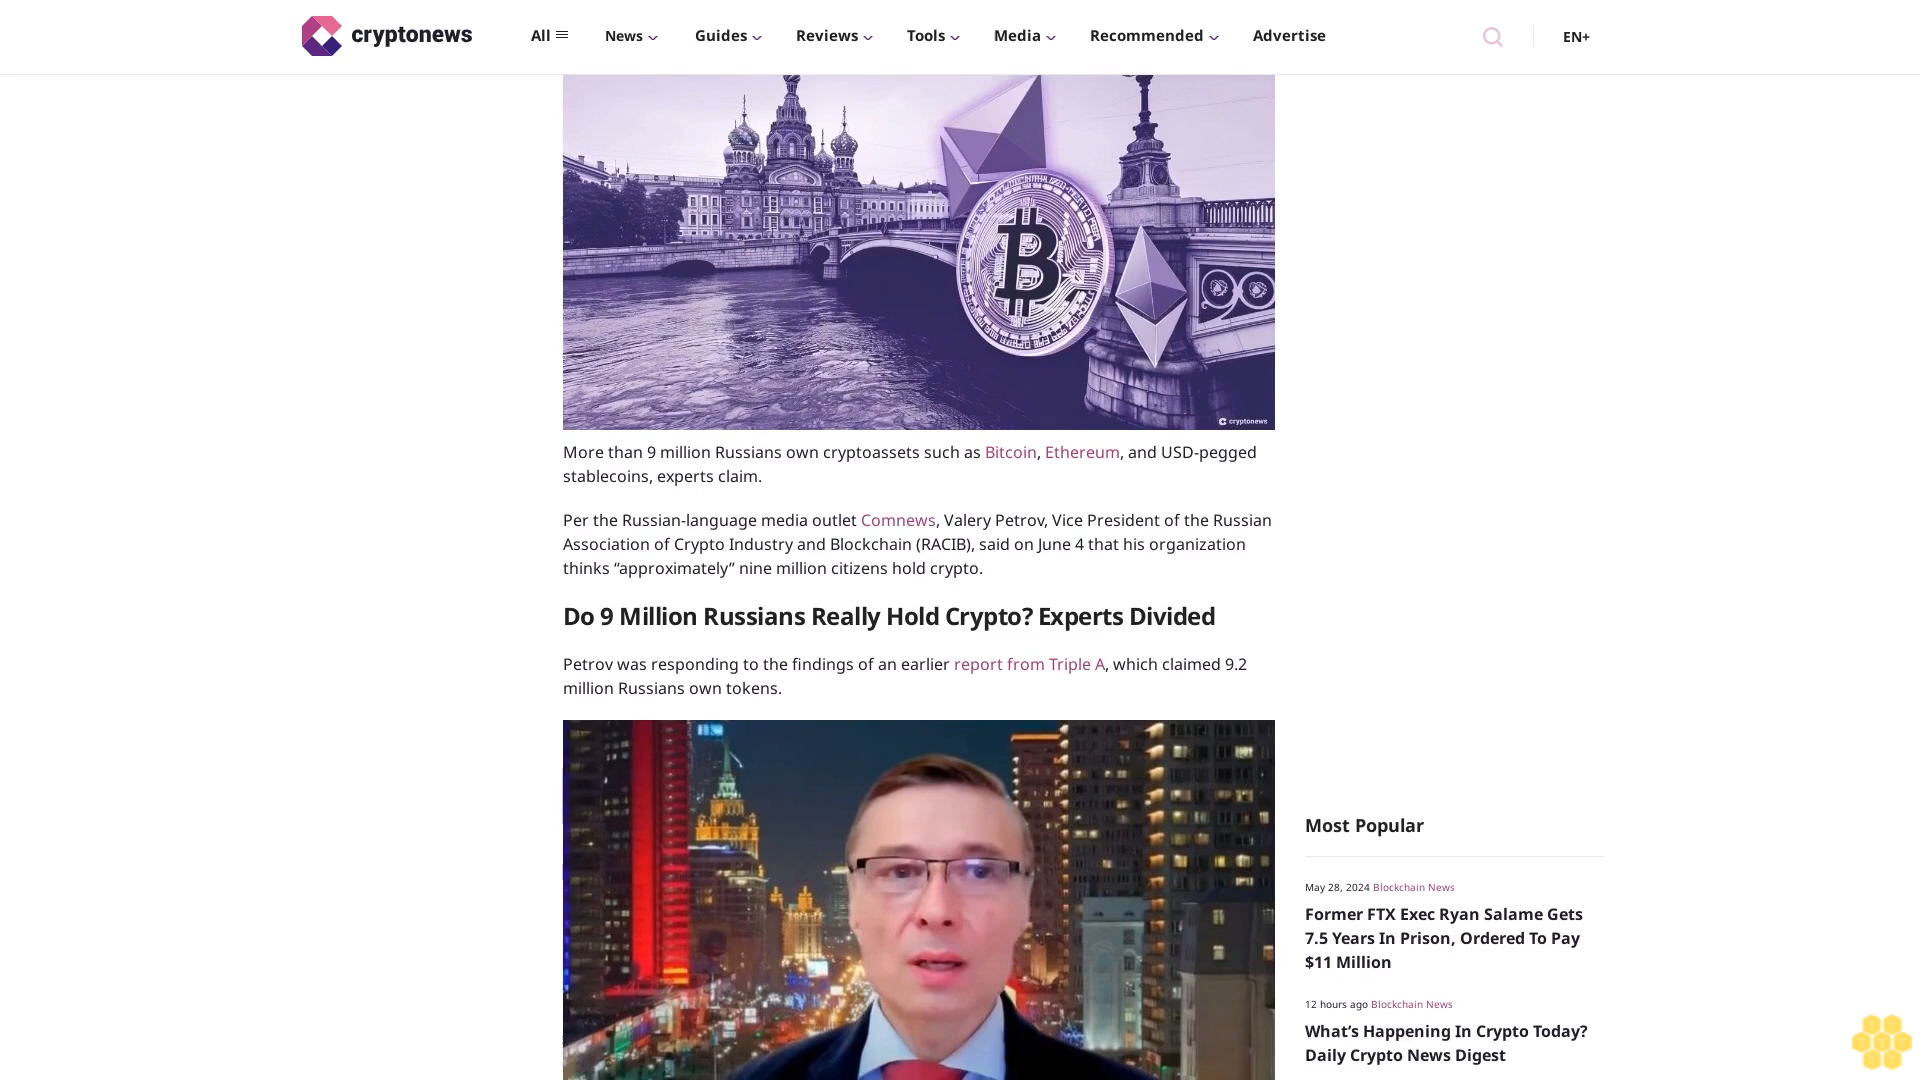 cryptonews
All
News
Guides
Reviews
Tools
Media
Recommended
Advertise
EN+
cryptonews
More than 9 million Russians own cryptoassets such as Bitcoin, Ethereum, and USD-pegged
stablecoins, experts claim.
Per the Russian-language media outlet Comnews, Valery Petrov, Vice President of the Russian
Association of Crypto Industry and Blockchain (RACIB), said on June 4 that his organization
thinks “approximately” nine million citizens hold crypto.
Do 9 Million Russians Really Hold Crypto? Experts Divided
Petrov was responding to the findings of an earlier report from Triple A, which claimed 9.2
million Russians own tokens.
Most Popular
May 28, 2024 Blockchain News
Former FTX Exec Ryan Salame Gets
7.5 Years In Prison, Ordered To Pay
$11 Million
12 hours ago Blockchain News
What’s Happening In Crypto Today?
Daily Crypto News Digest